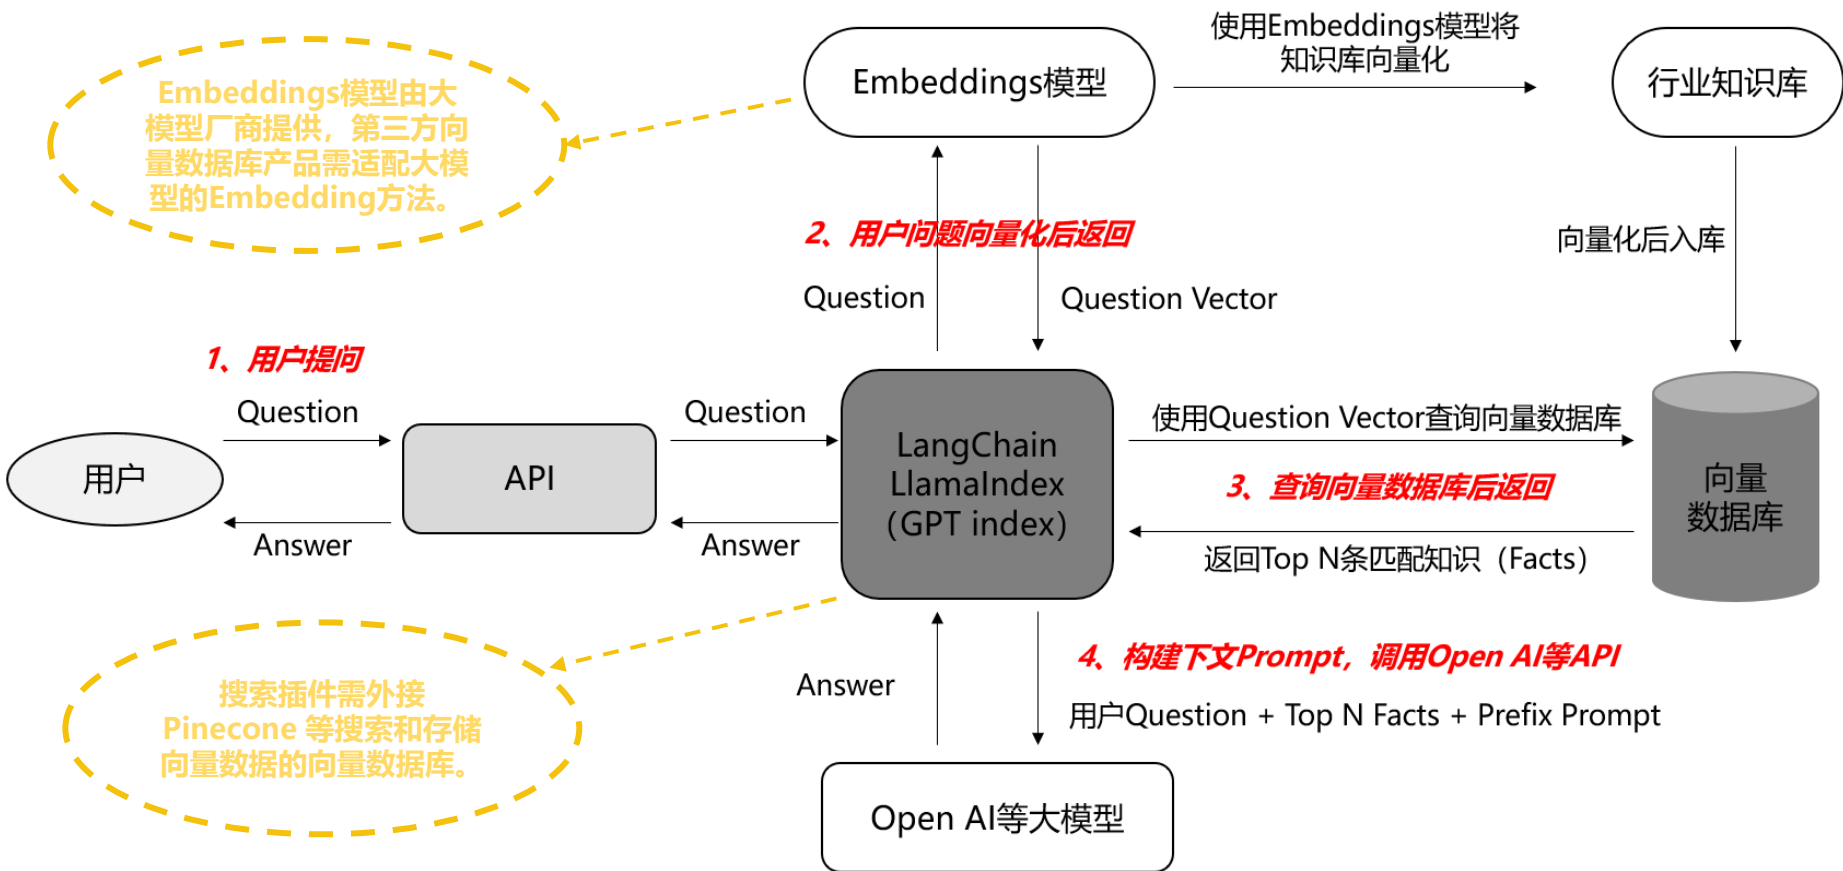 使用Embeddings模型将
知识库向量化
Embeddings模型
行业知识库
Embeddings模型由大
模型厂商提供，第三方向
量数据库产品需适配大模
型的Embedding方法。
2、用户问题向量化后返回
向量化后入库
Question
Question Vector
1、用户提问
Question
Question
使用Question Vector查询向量数据库
用户
API
LangChain
LlamaIndex
（GPT index）
3、查询向量数据库后返回
向量
数据库
Answer
Answer
返回Top N条匹配知识（Facts）
4、构建下文Prompt，调用Open AI等API
Answer
用户Question + Top N Facts + Prefix Prompt
搜索插件需外接
Pinecone 等搜索和存储
向量数据的向量数据库。
Open AI等大模型